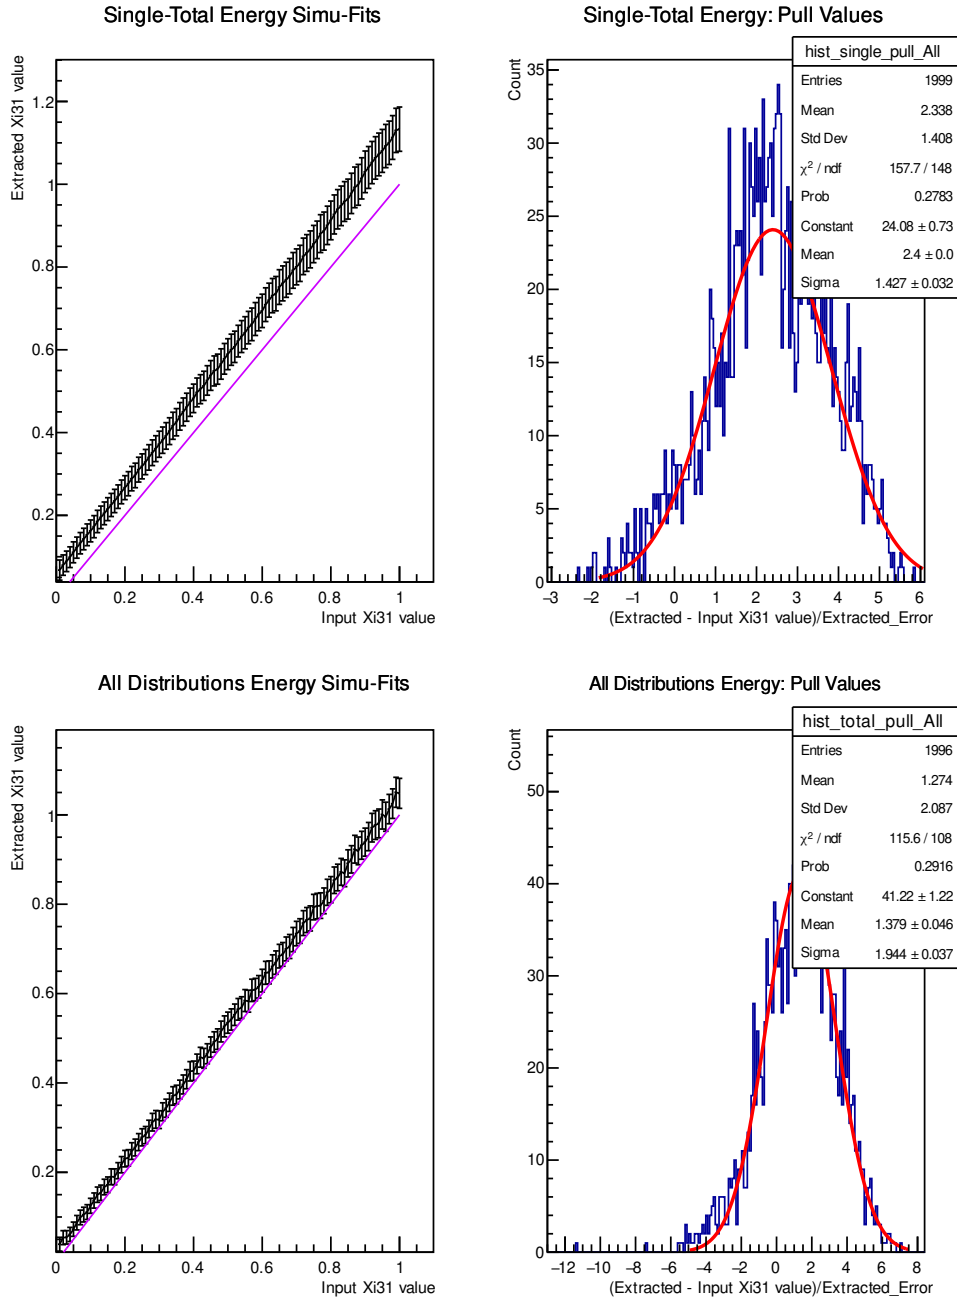 Single-Total Energy Simu-Fits
Extracted Xi31 value
1.2
1
0.8
0.6
0.4
0.2
0 0.2 0.4 0.6 0.8 1
Input Xi31 value
Single-Total Energy: Pull Values
Count
35
30
25
20
15
10
5
0
−3 −2 −1 0 1 2 3 4 5 6
(Extracted - Input Xi31 value)/Extracted_Error
hist_single_pull_All
Entries 1999
Mean 2.338
Std Dev 1.408
χ² / ndf 157.7 / 148
Prob 0.2783
Constant 24.08 ± 0.73
Mean 2.4 ± 0.0
Sigma 1.427 ± 0.032
All Distributions Energy Simu-Fits
Extracted Xi31 value
1
0.8
0.6
0.4
0.2
0 0.2 0.4 0.6 0.8 1
Input Xi31 value
All Distributions Energy: Pull Values
Count
50
40
30
20
10
0
−12 −10 −8 −6 −4 −2 0 2 4 6 8
(Extracted - Input Xi31 value)/Extracted_Error
hist_total_pull_All
Entries 1996
Mean 1.274
Std Dev 2.087
χ² / ndf 115.6 / 108
Prob 0.2916
Constant 41.22 ± 1.22
Mean 1.379 ± 0.046
Sigma 1.944 ± 0.037